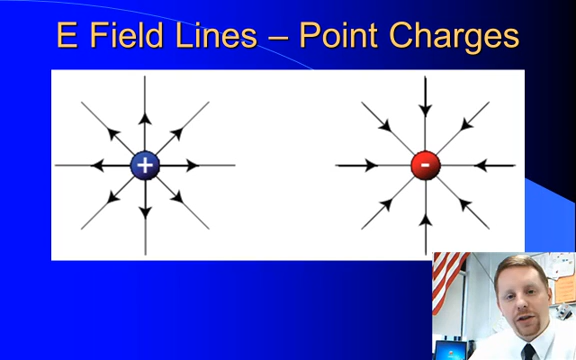 E Field Lines – Point Charges
+ -